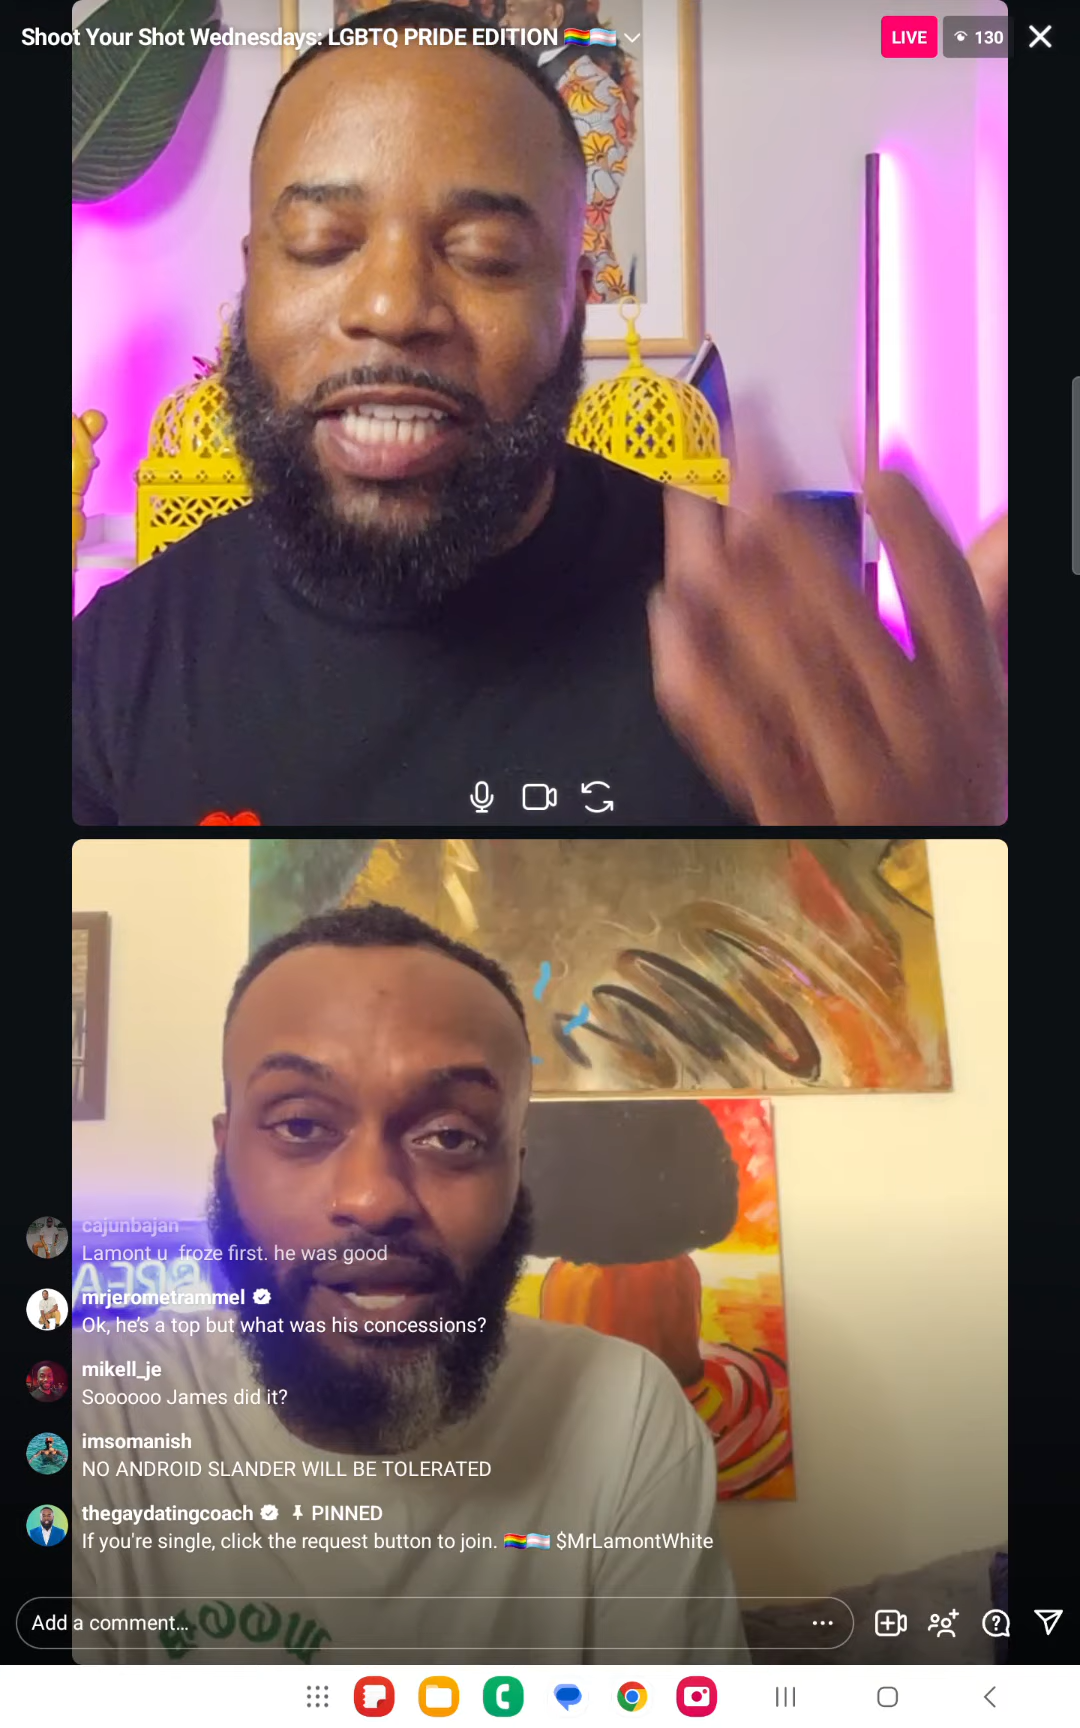 Shoot Your Shot Wednesdays: LGBTQ PRIDE EDITION 🏳️‍🌈🏳️‍⚧️
LIVE
130
cajunbajan
Lamont u froze first. he was good
mrjerometrammel
Ok, he's a top but what was his concessions?
mikell_je
Soooooo James did it?
imsomanish
NO ANDROID SLANDER WILL BE TOLERATED
thegaydatingcoach PINNED
If you're single, click the request button to join. 🏳️‍🌈🏳️‍⚧️ $MrLamontWhite
Add a comment...